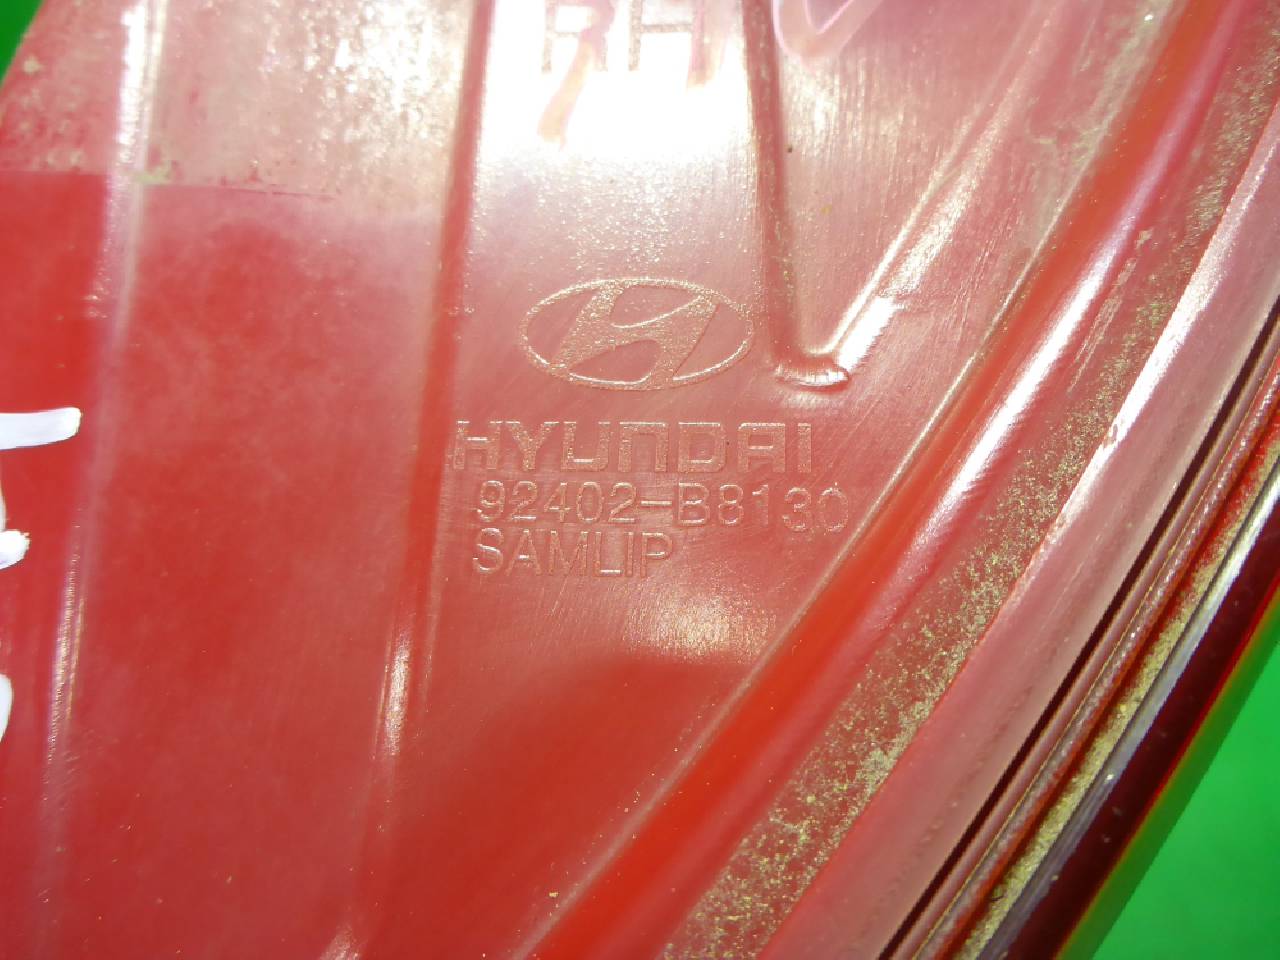 RH
HYUNDAI
92402-B8130
SAMLIP